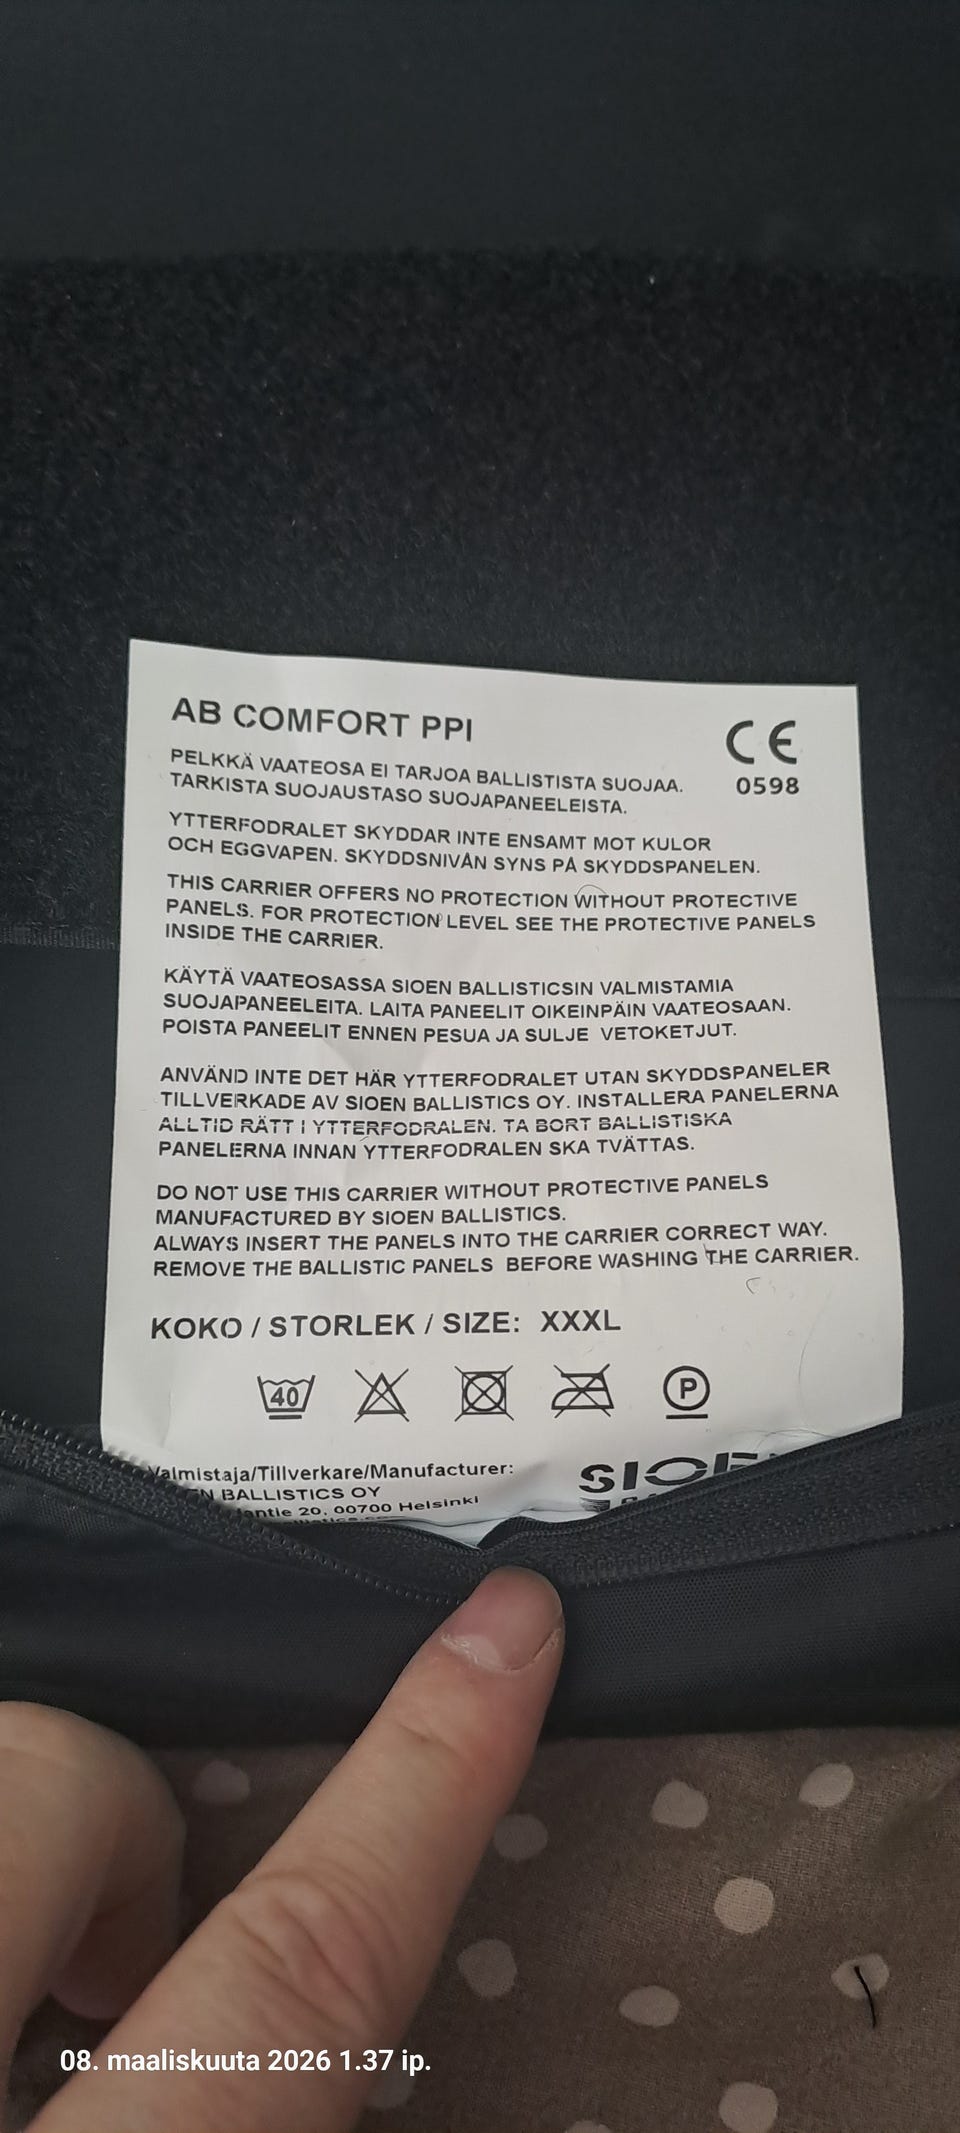 AB COMFORT PPI
CE
0598
PELKKÄ VAATEOSA EI TARJOA BALLISTISTA SUOJAA.
TARKISTA SUOJAUSTASO SUOJAPANEELEISTA.
YTTERFODRALET SKYDDAR INTE ENSAMT MOT KULOR
OCH EGGVAPEN. SKYDDSNIVÅN SYNS PÅ SKYDDSPANELEN.
THIS CARRIER OFFERS NO PROTECTION WITHOUT PROTECTIVE
PANELS. FOR PROTECTION LEVEL SEE THE PROTECTIVE PANELS
INSIDE THE CARRIER.
KÄYTÄ VAATEOSASSA SIOEN BALLISTICSIN VALMISTAMIA
SUOJAPANEELEITA. LAITA PANEELIT OIKEINPÄIN VAATEOSAAN.
POISTA PANEELIT ENNEN PESUA JA SULJE VETOKETJUT.
ANVÄND INTE DET HÄR YTTERFODRALET UTAN SKYDDSPANELER
TILLVERKADE AV SIOEN BALLISTICS OY. INSTALLERA PANELERNA
ALLTID RÄTT I YTTERFODRALEN. TA BORT BALLISTISKA
PANELERNA INNAN YTTERFODRALEN SKA TVÄTTAS.
DO NOT USE THIS CARRIER WITHOUT PROTECTIVE PANELS
MANUFACTURED BY SIOEN BALLISTICS.
ALWAYS INSERT THE PANELS INTO THE CARRIER CORRECT WAY.
REMOVE THE BALLISTIC PANELS BEFORE WASHING THE CARRIER.
KOKO / STORLEK / SIZE: XXXL
40 P
Valmistaja/Tillverkare/Manufacturer:
BALLISTICS OY
20, 00700 Helsinki
08. maaliskuuta 2026 1.37 ip.